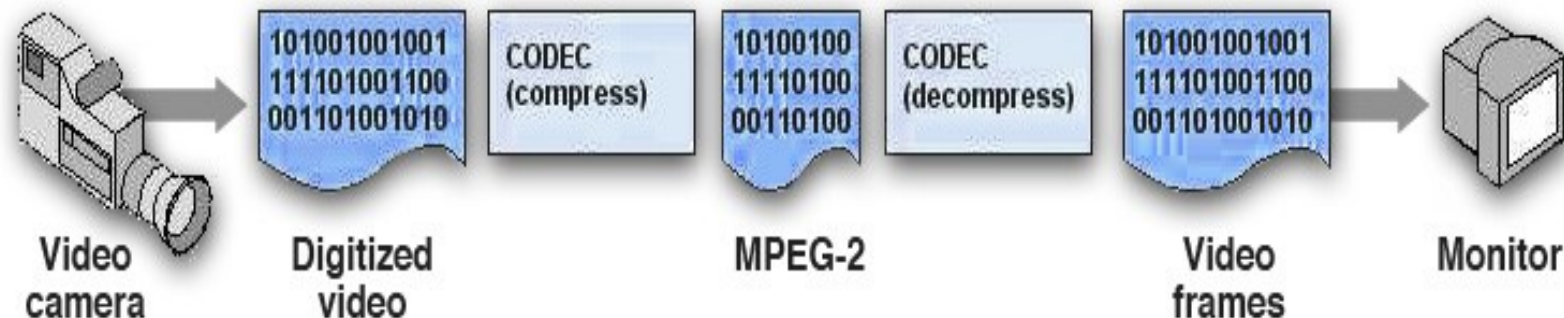 101001001001
111101001100
001101001010
CODEC
(compress)
10100100
11110100
00110100
CODEC
(decompress)
101001001001
111101001100
001101001010
Video
camera
Digitized
video
MPEG-2
Video
frames
Monitor